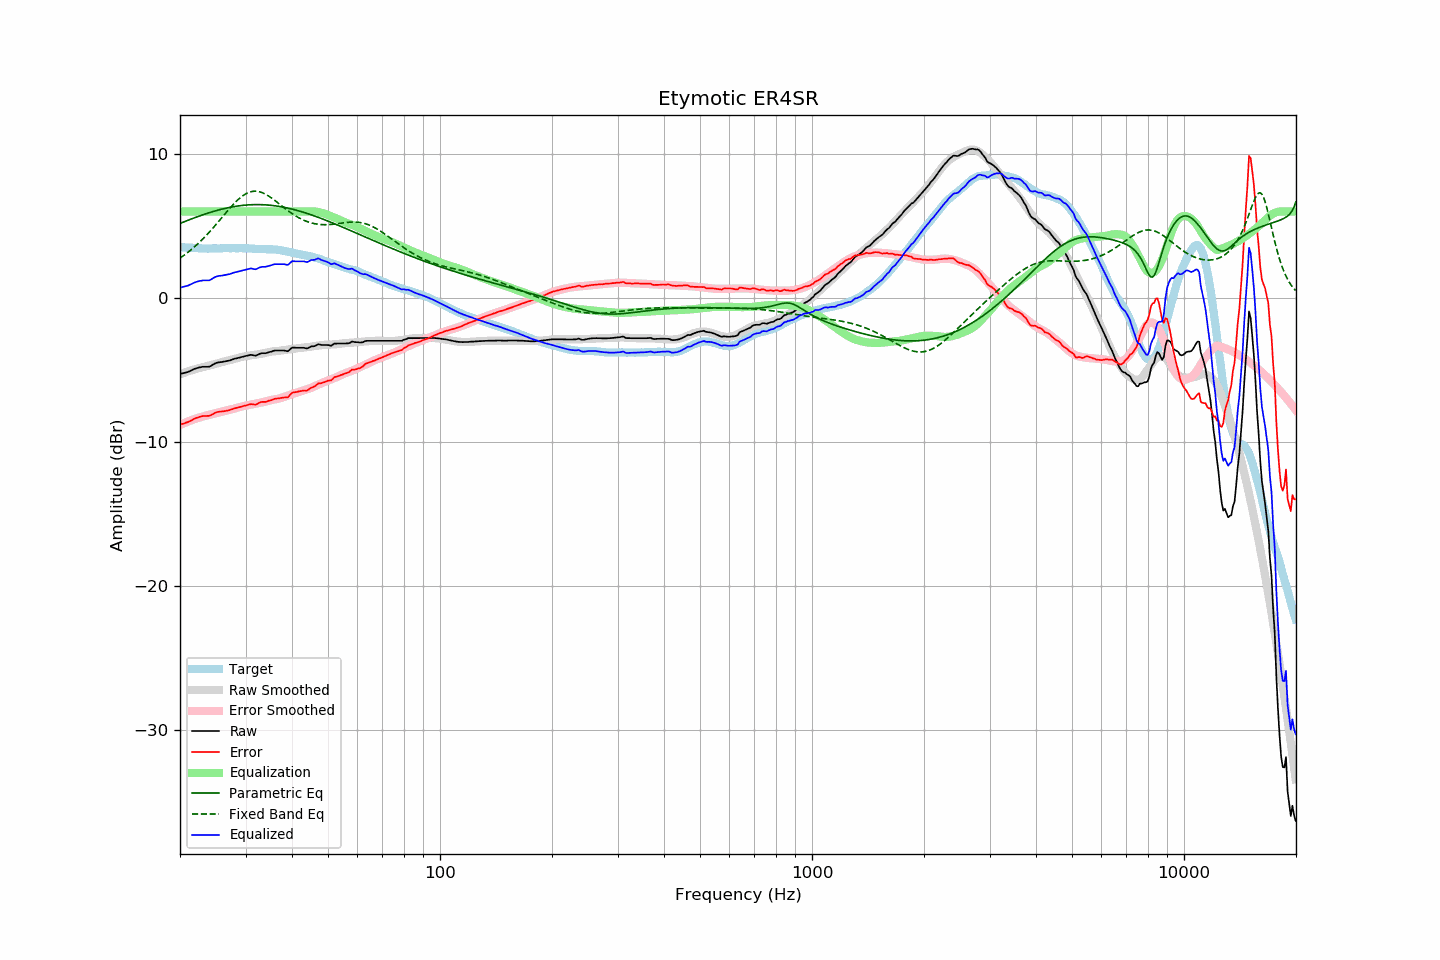 Etymotic ER4SR
10
0
−10
−20
−30
Amplitude (dBr)
Target
Raw Smoothed
Error Smoothed
Raw
Error
Equalization
Parametric Eq
Fixed Band Eq
Equalized
100
1000
10000
Frequency (Hz)